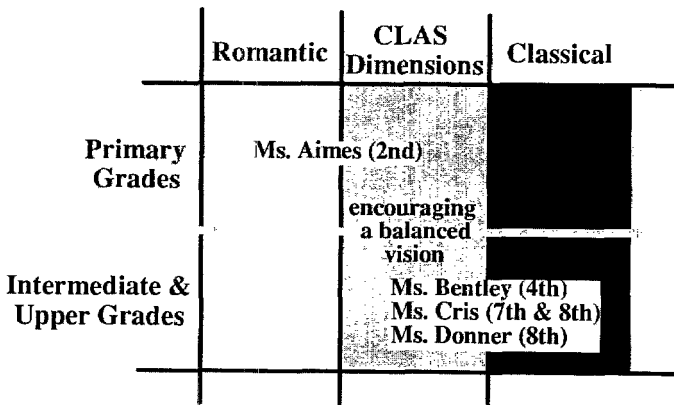 Romantic
CLAS
Dimensions
Classical
Primary
Grades
Ms. Aimes (2nd)
encouraging
a balanced
vision
Intermediate &
Upper Grades
Ms. Bentley (4th)
Ms. Cris (7th & 8th)
Ms. Donner (8th)